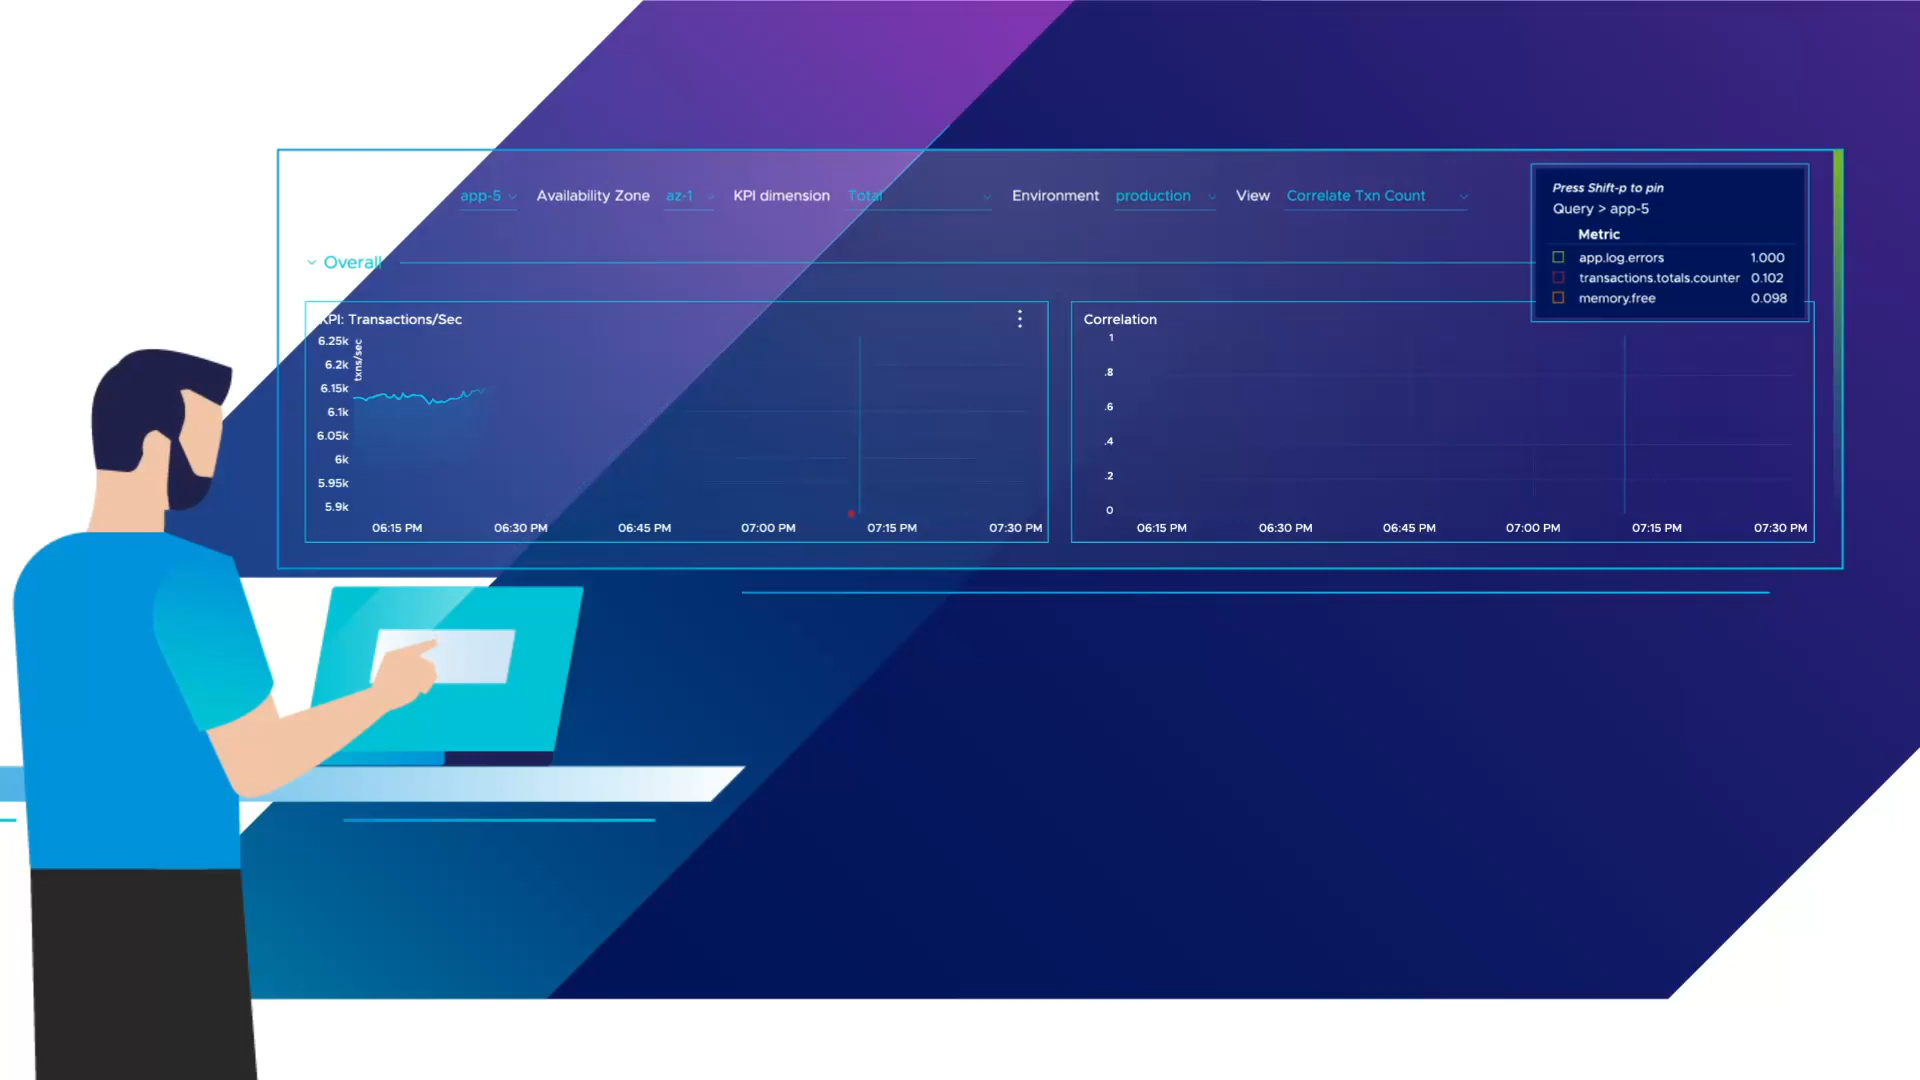 app-5 Availability Zone az-1 KPI dimension Total Environment production View Correlate Txn Count
Press Shift-p to pin
Query > app-5
Metric
app.log.errors 1.000
transactions.totals.counter 0.102
memory.free 0.098
Overall
KPI: Transactions/Sec
txns/sec
6.25k
6.2k
6.15k
6.1k
6.05k
6k
5.95k
5.9k
06:15 PM 06:30 PM 06:45 PM 07:00 PM 07:15 PM 07:30 PM
Correlation
1
.8
.6
.4
.2
0
06:15 PM 06:30 PM 06:45 PM 07:00 PM 07:15 PM 07:30 PM